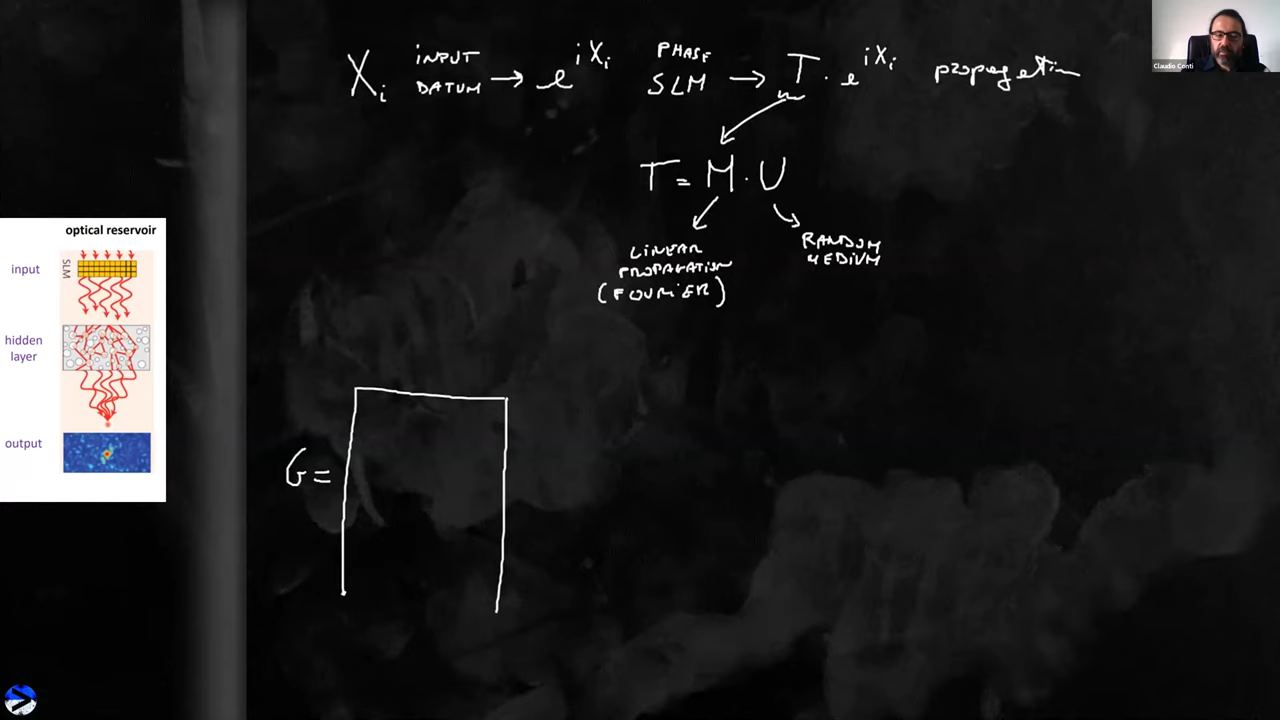 Claudio Conti
X_i INPUT DATUM → e^{iX_i} PHASE SLM → T · e^{iX_i} propagation
T = M · U
LINEAR PROPAGATION (FOURIER)
RANDOM MEDIUM
G =
optical reservoir
input
SLM
hidden layer
output